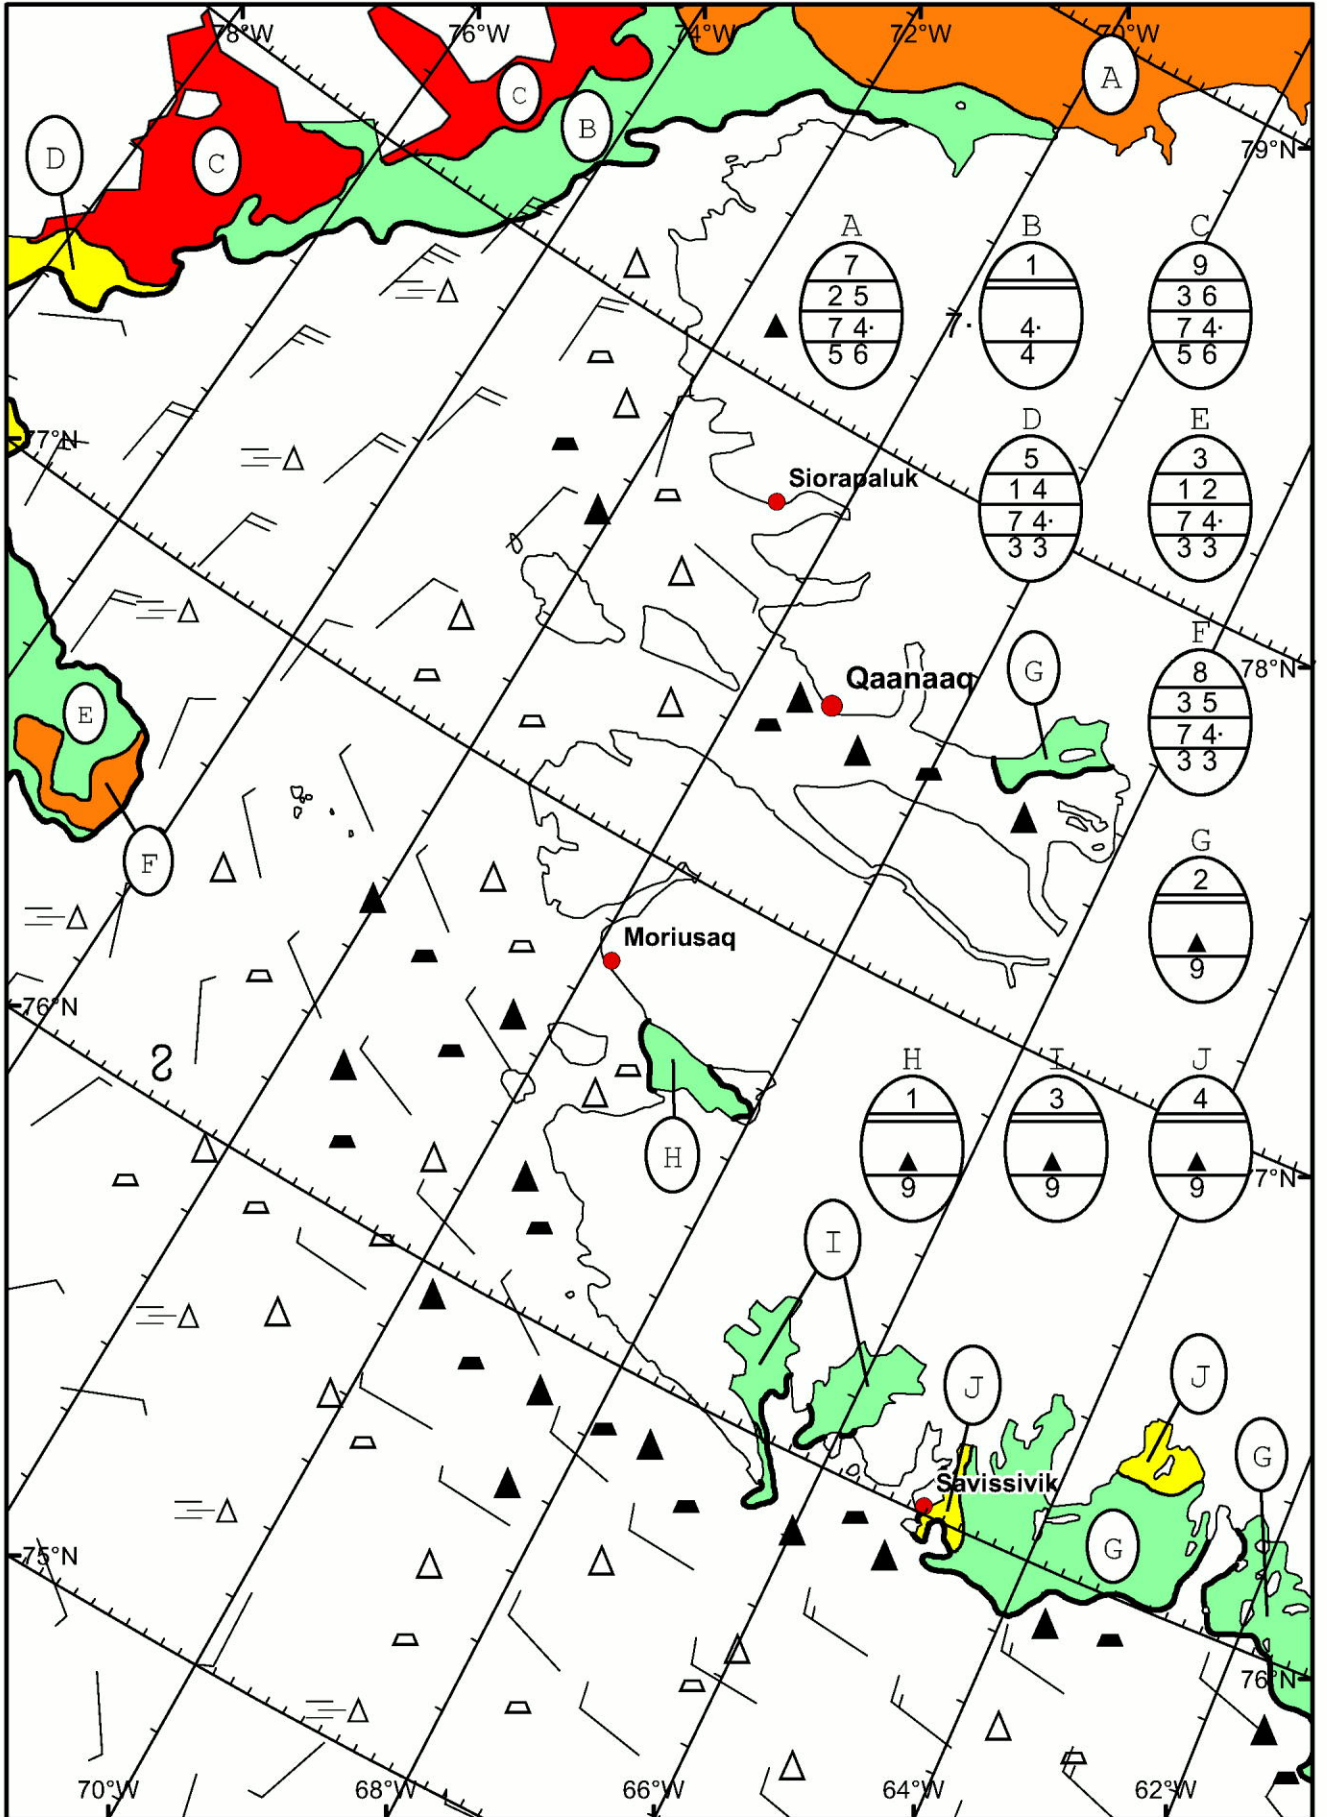 78°W 76°W 74°W 72°W 70°W
A
C
B
D C
79°N
A B C
7 1 9
2 5 3 6
7 4· 7· 4· 7 4·
5 6 4 5 6
77°N
D E
5 3
Siorapaluk
1 4 1 2
7 4· 7 4·
3 3 3 3
F
78°N
G
Qaanaaq
8
3 5
7 4·
3 3
E
F
G
2
9
Moriusaq
76°N
H I J
1 3 4
9 9 9
77°N
H
I
J J
G
Savissivik
G
75°N
76°N
70°W 68°W 66°W 64°W 62°W